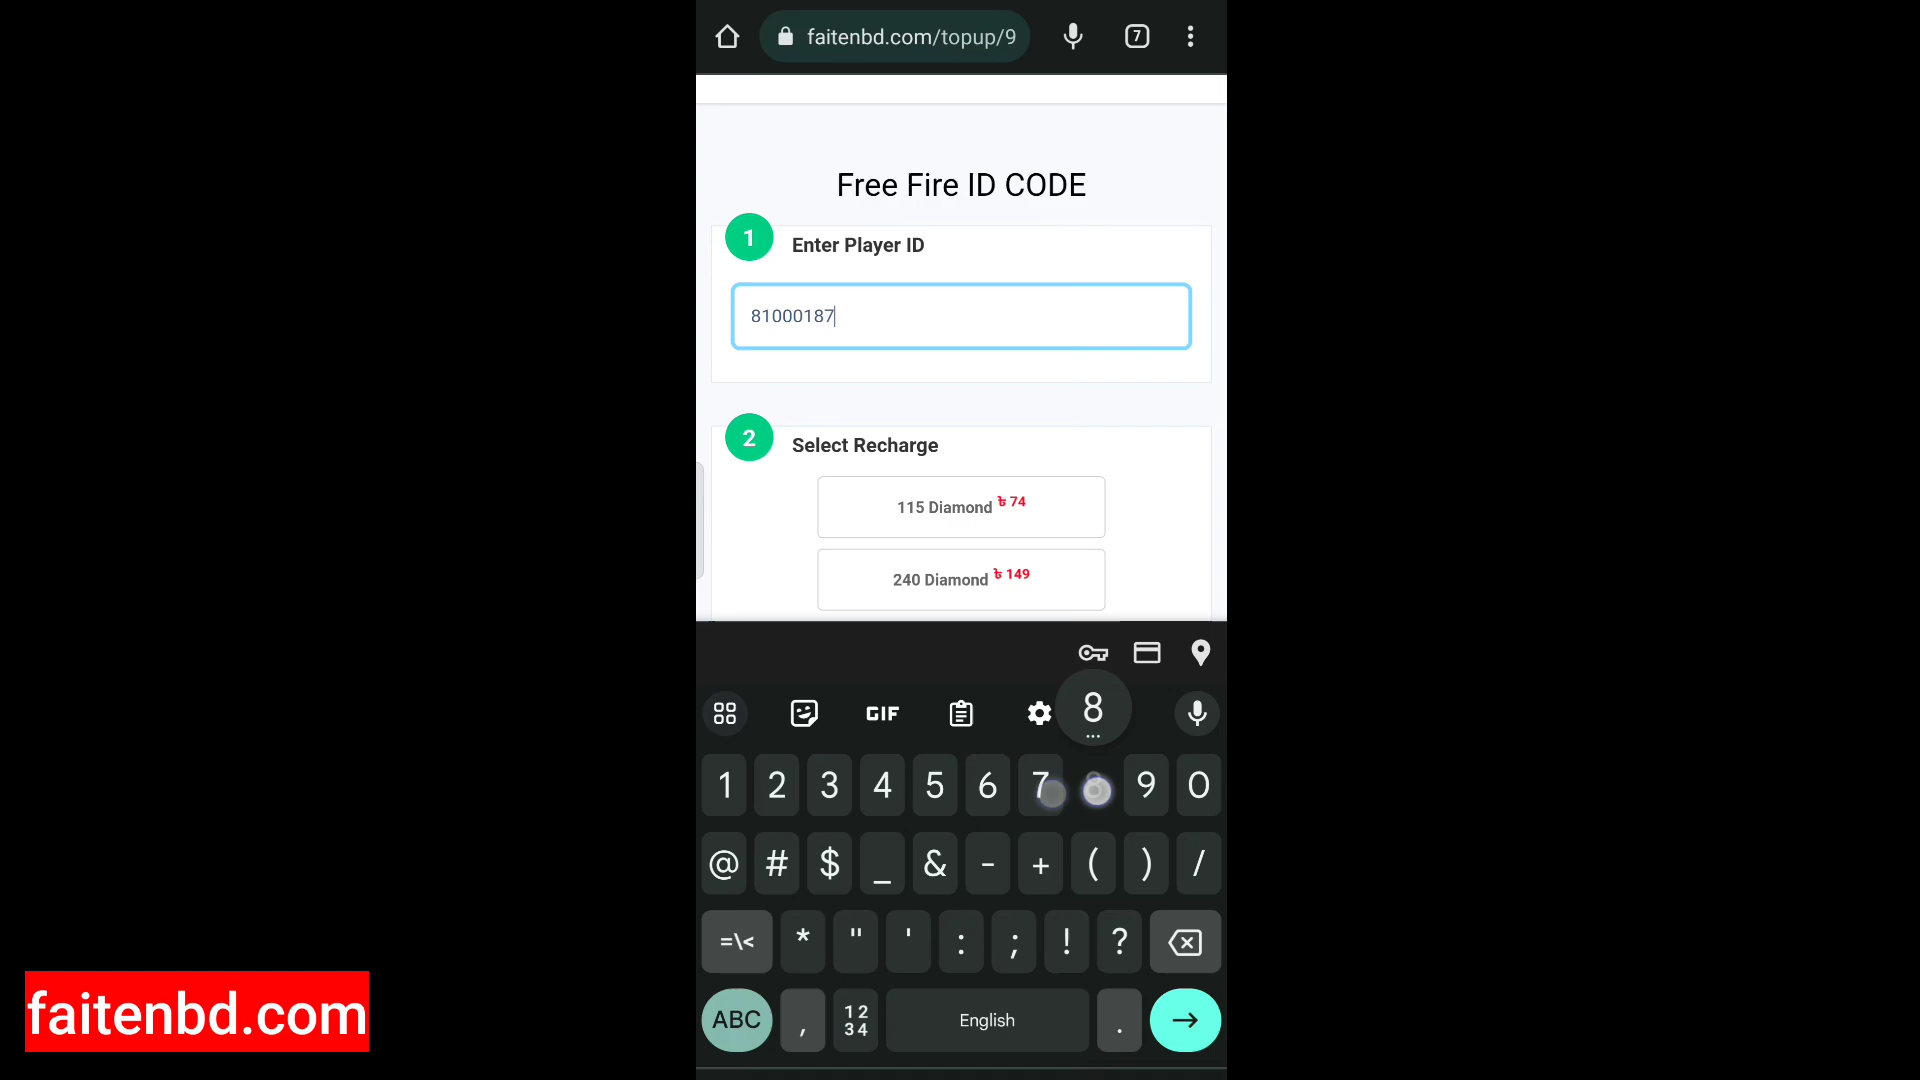 faitenbd.com/topup/9
7
Free Fire ID CODE
1
Enter Player ID
81000187
2
Select Recharge
115 Diamond ৳ 74
240 Diamond ৳ 149
GIF
8
...
1 2 3 4 5 6 7 9 0
@ # $ _ & - + ( ) /
=\< * " ' : ; ! ?
ABC , 1 2 3 4 English .
faitenbd.com